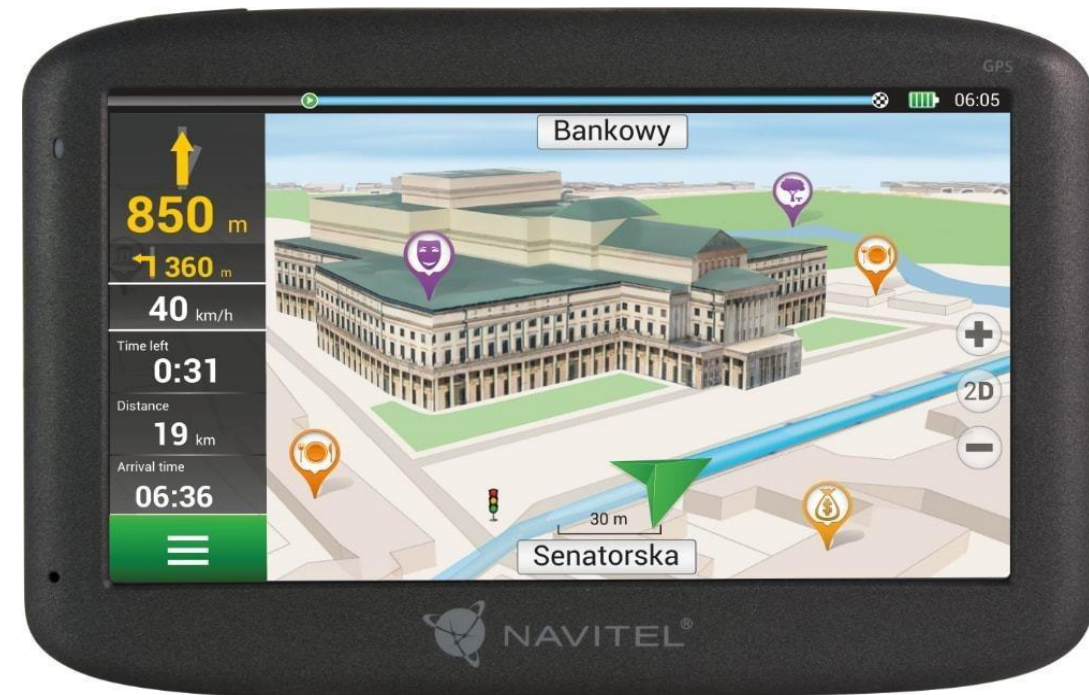 GPS
06:05
Bankowy
850 m
360 m
40 km/h
Time left
0:31
Distance
19 km
Arrival time
06:36
2D
30 m
Senatorska
NAVITEL®